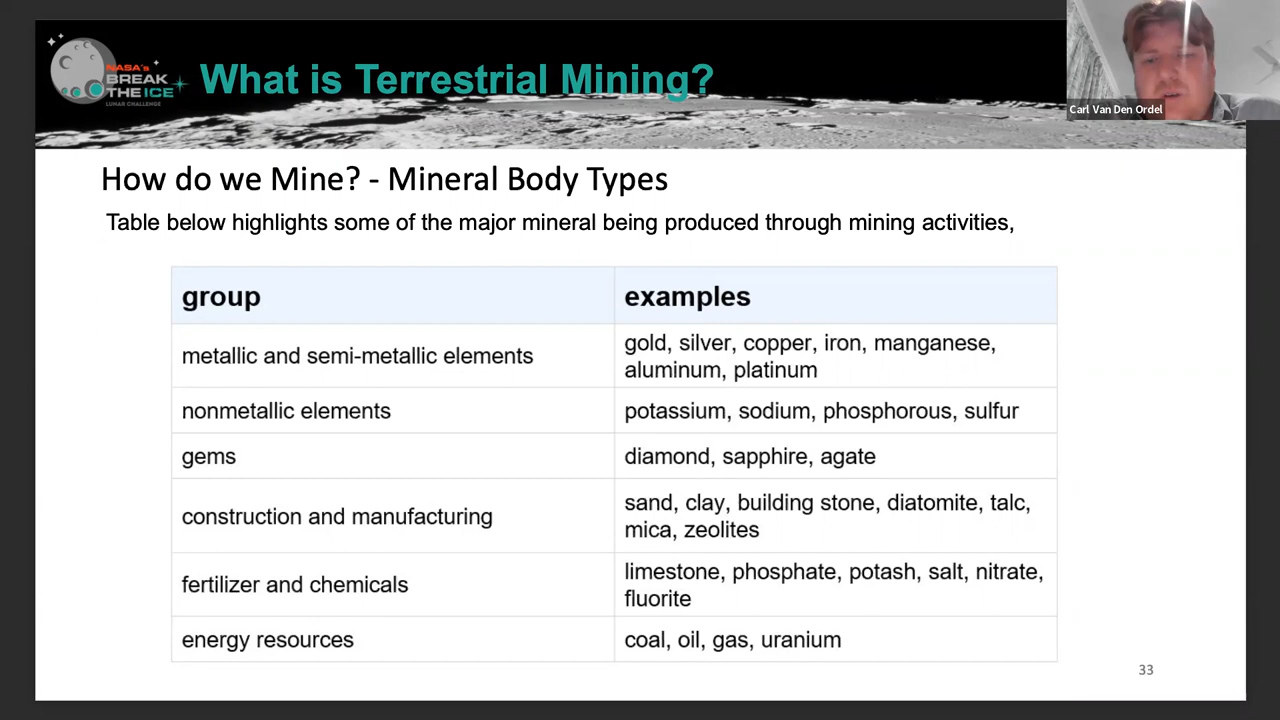 NASA's
BREAK
THE ICE
LUNAR CHALLENGE
What is Terrestrial Mining?
Carl Van Den Ordel
How do we Mine? - Mineral Body Types
Table below highlights some of the major mineral being produced through mining activities,
group examples
metallic and semi-metallic elements gold, silver, copper, iron, manganese,
aluminum, platinum
nonmetallic elements potassium, sodium, phosphorous, sulfur
gems diamond, sapphire, agate
construction and manufacturing sand, clay, building stone, diatomite, talc,
mica, zeolites
fertilizer and chemicals limestone, phosphate, potash, salt, nitrate,
fluorite
energy resources coal, oil, gas, uranium
33